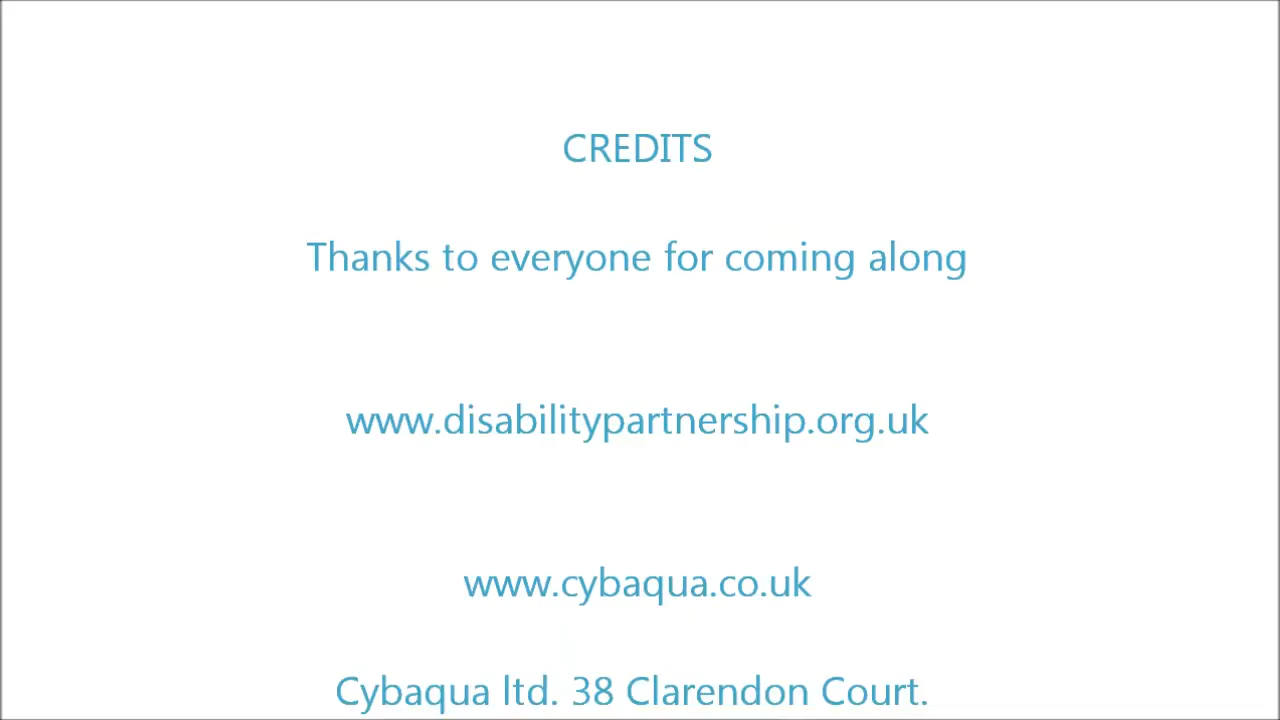 CREDITS
Thanks to everyone for coming along
www.disabilitypartnership.org.uk
www.cybaqua.co.uk
Cybaqua ltd. 38 Clarendon Court.